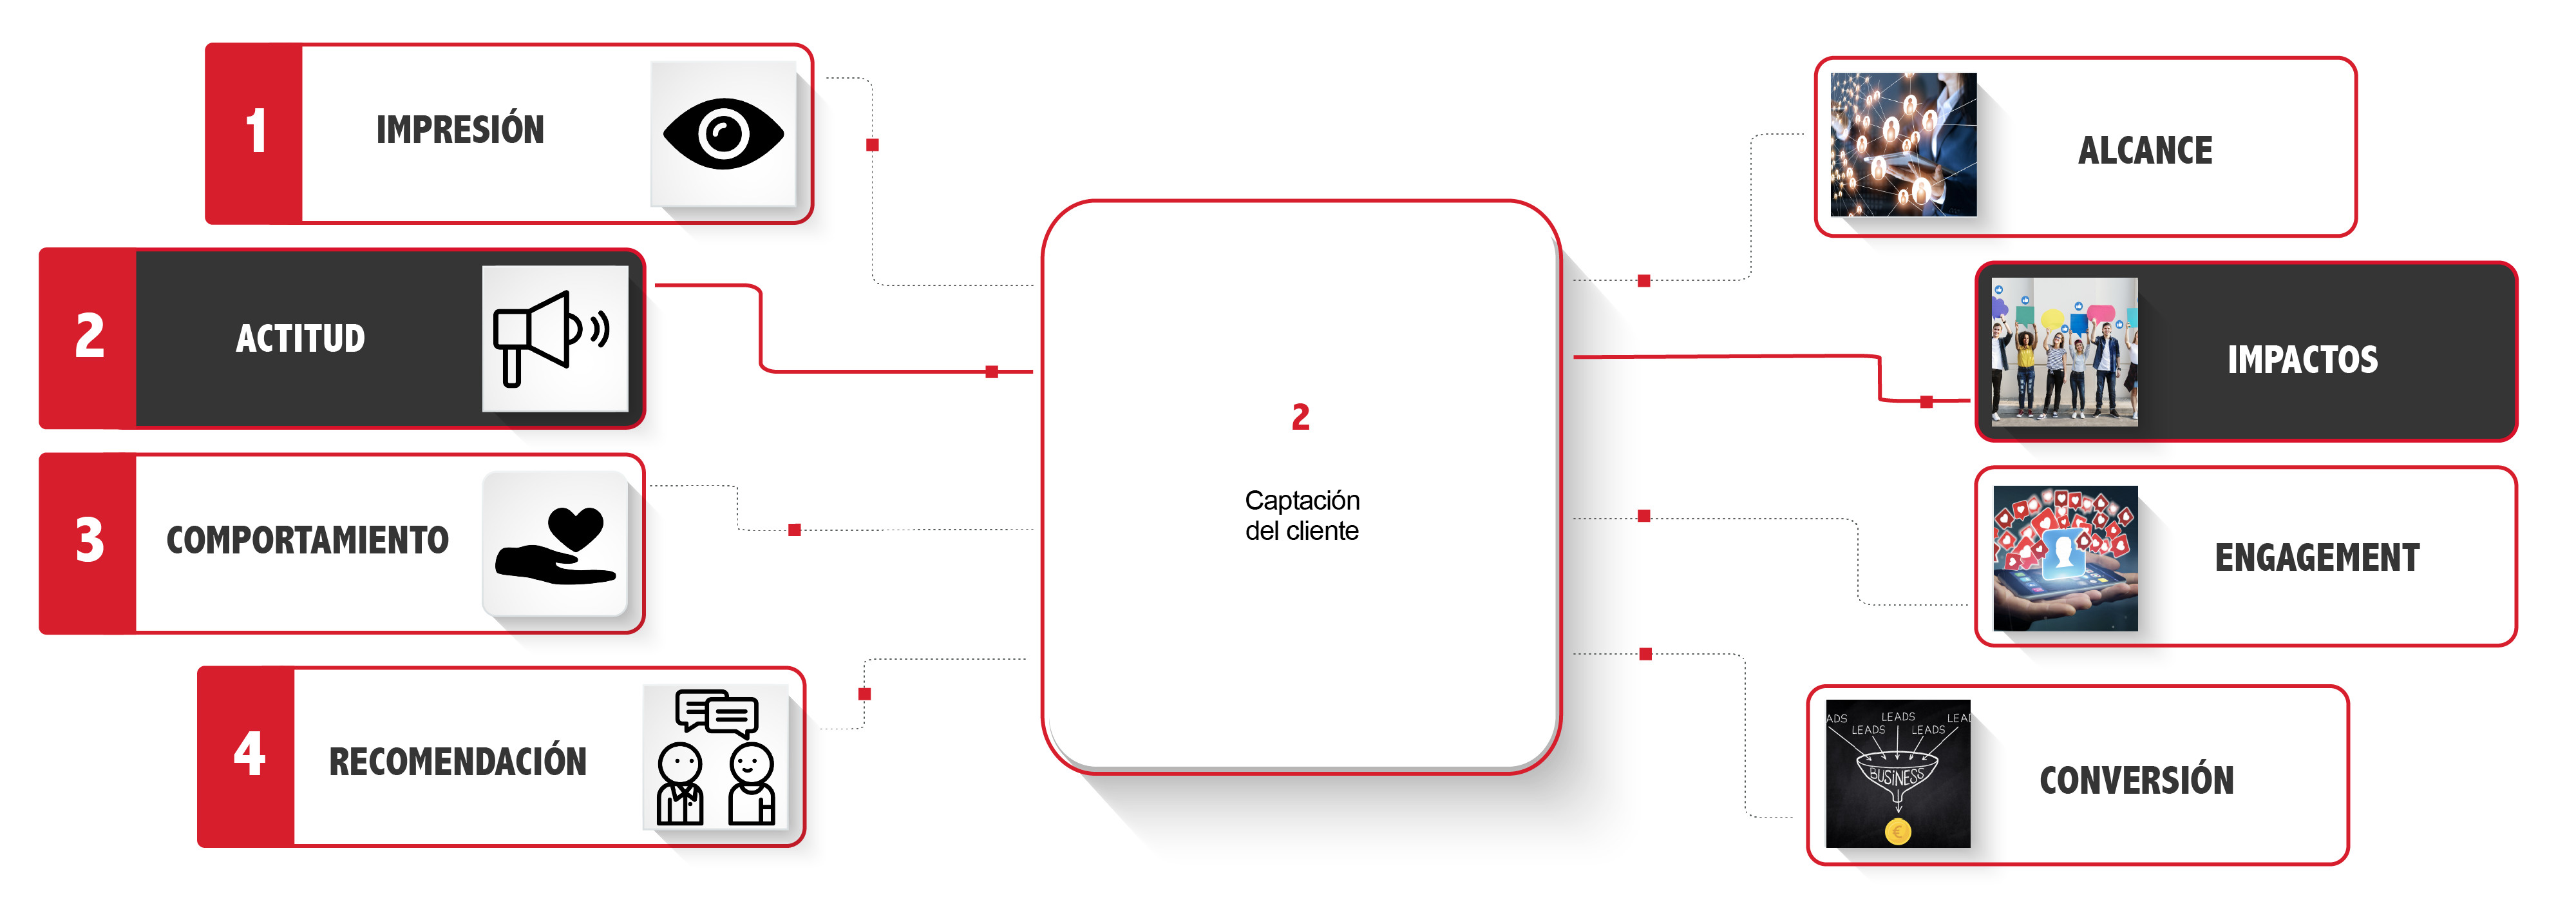 1
IMPRESIÓN
2
ACTITUD
3
COMPORTAMIENTO
4
RECOMENDACIÓN
2
Captación
del cliente
ALCANCE
IMPACTOS
ENGAGEMENT
ADS LEADS LEAD
LEADS LEADS
BUSINESS
€
CONVERSIÓN